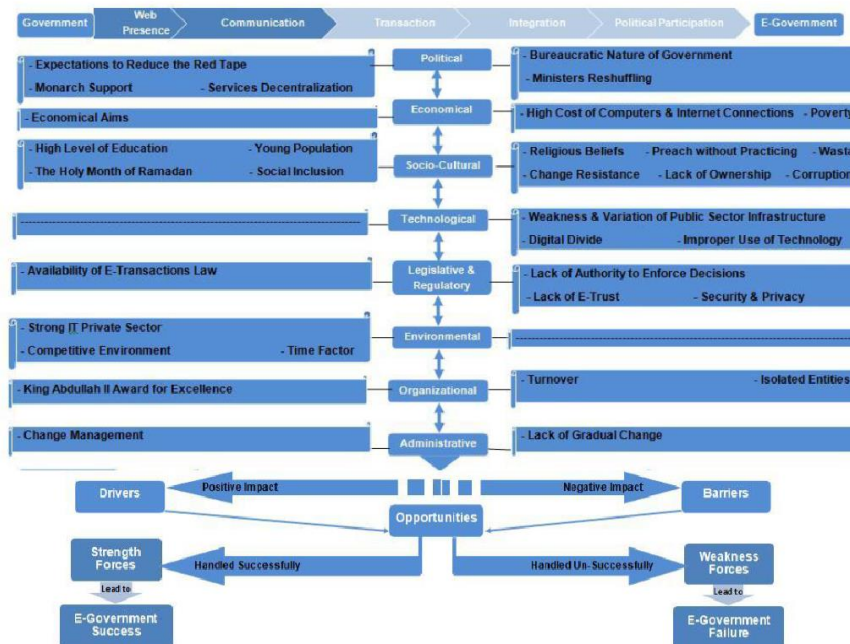 Government
Web
Presence
Communication
Transaction
Integration
Political Participation
E-Government
- Expectations to Reduce the Red Tape
- Monarch Support - Services Decentralization
Political
- Bureaucratic Nature of Government
- Ministers Reshuffling
- Economical Aims
Economical
- High Cost of Computers & Internet Connections - Poverty
- High Level of Education - Young Population
- The Holy Month of Ramadan - Social Inclusion
Socio-Cultural
- Religious Beliefs - Preach without Practicing - Wasta
- Change Resistance - Lack of Ownership - Corruption
Technological
- Weakness & Variation of Public Sector Infrastructure
- Digital Divide - Improper Use of Technology
- Availability of E-Transactions Law
Legislative &
Regulatory
- Lack of Authority to Enforce Decisions
- Lack of E-Trust - Security & Privacy
- Strong IT Private Sector
- Competitive Environment - Time Factor
Environmental
- King Abdullah II Award for Excellence
Organizational
- Turnover - Isolated Entities
- Change Management
Administrative
- Lack of Gradual Change
Drivers
Positive Impact
Negative Impact
Barriers
Opportunities
Strength
Forces
Handled Successfully
Handled Un-Successfully
Weakness
Forces
Lead to
Lead to
E-Government
Success
E-Government
Failure